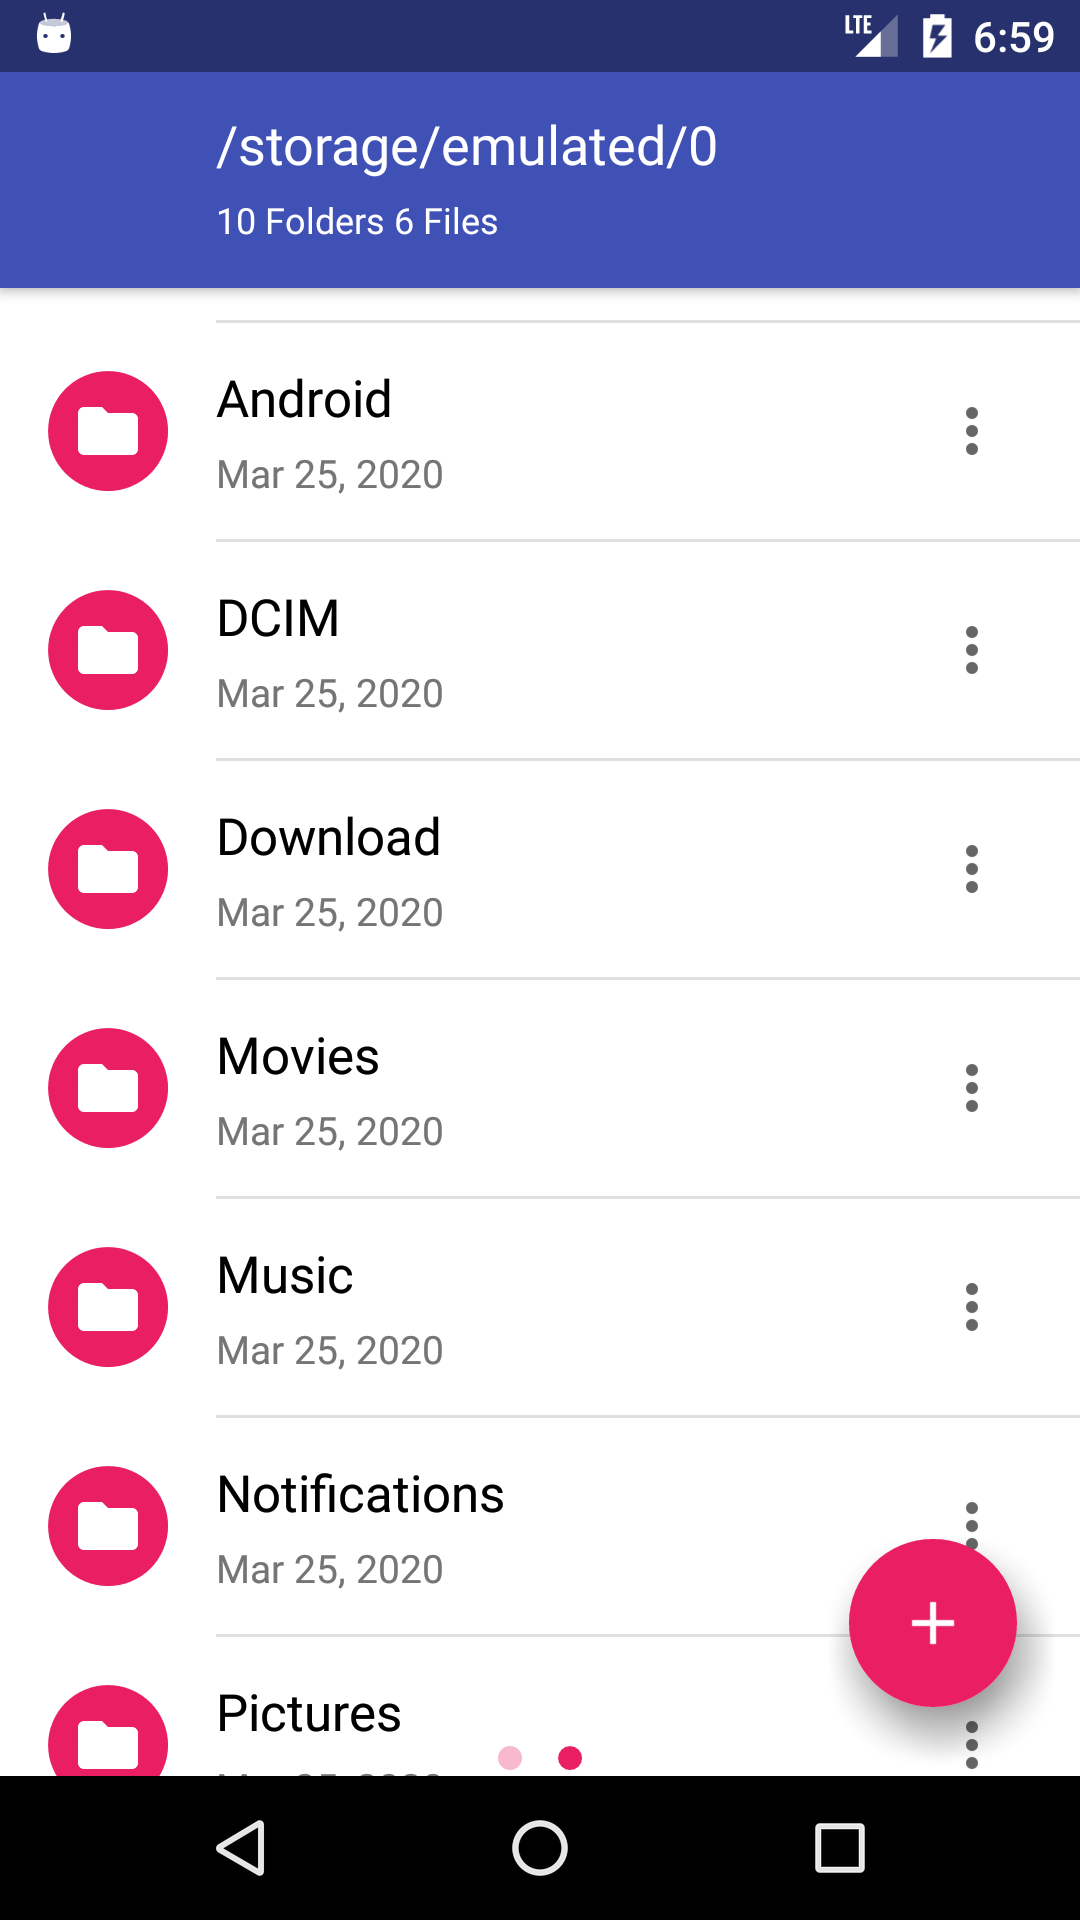 LTE 6:59
/storage/emulated/0
10 Folders 6 Files
Android
Mar 25, 2020
DCIM
Mar 25, 2020
Download
Mar 25, 2020
Movies
Mar 25, 2020
Music
Mar 25, 2020
Notifications
Mar 25, 2020
Pictures